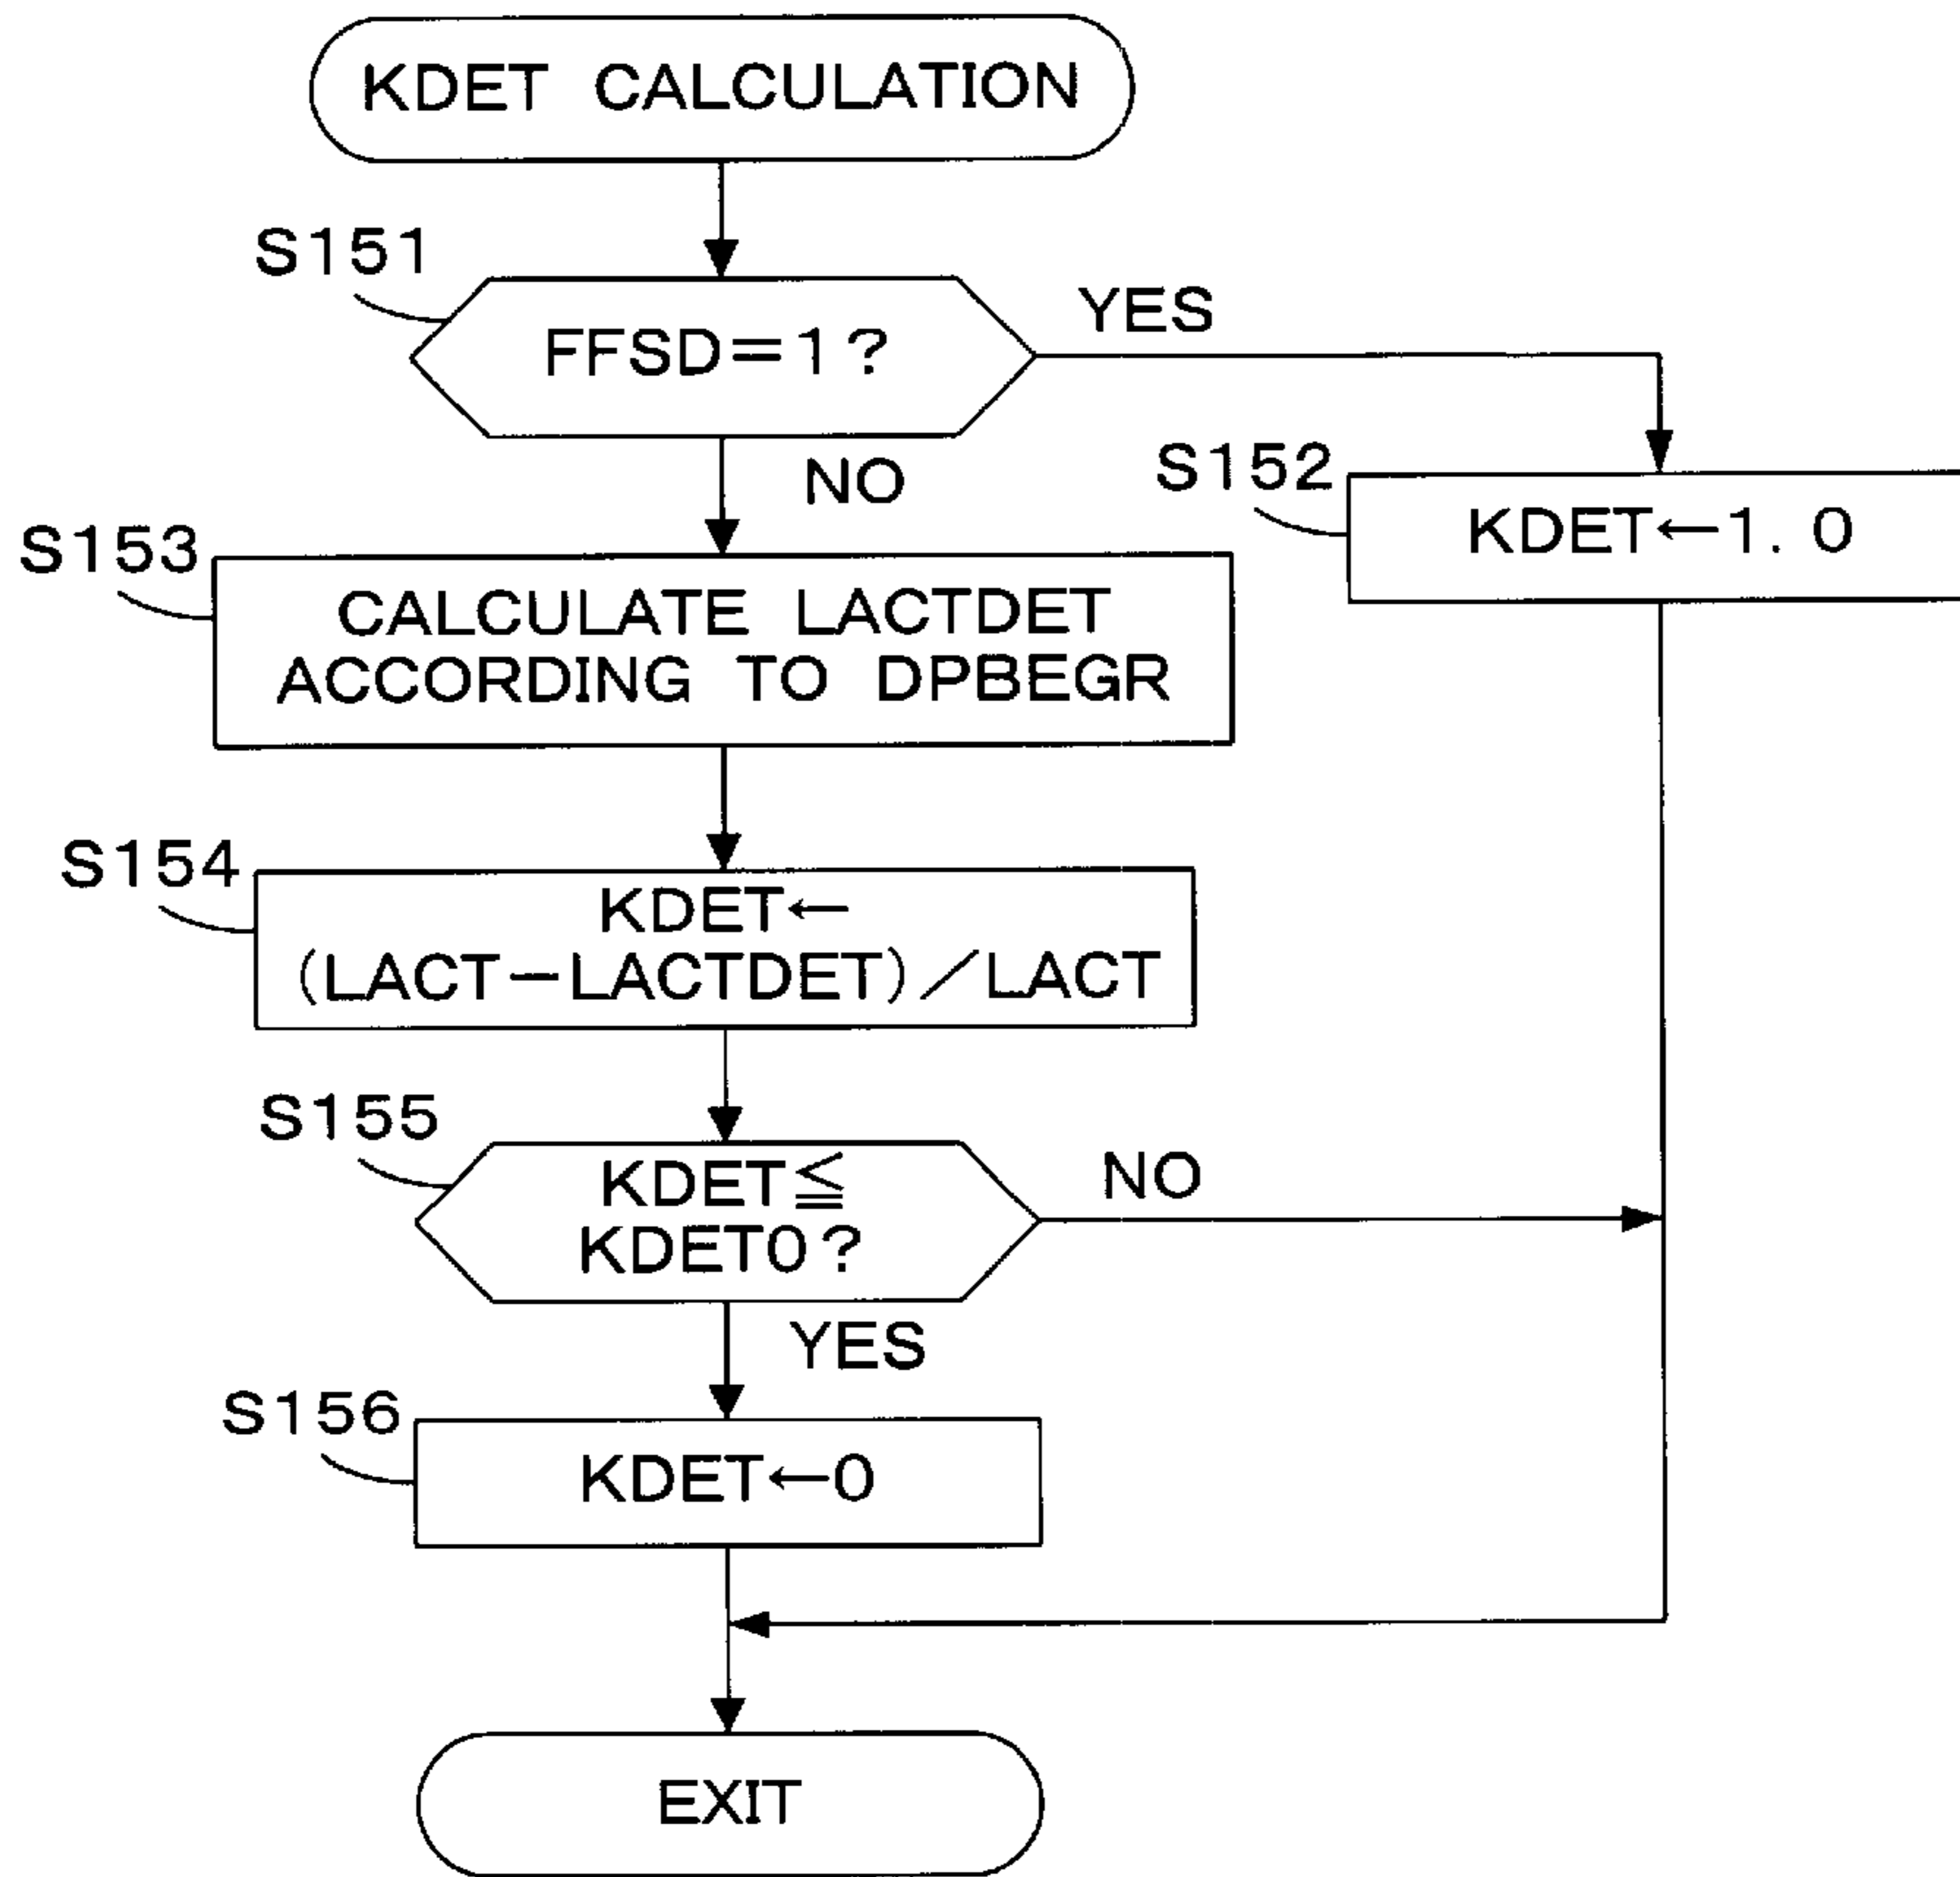 KDET CALCULATION
S151
FFSD=1?
YES
NO
S152
KDET←1.0
S153
CALCULATE LACTDET
ACCORDING TO DPBEGR
S154
KDET←
(LACT−LACTDET)/LACT
S155
KDET≦
KDET0?
NO
YES
S156
KDET←0
EXIT